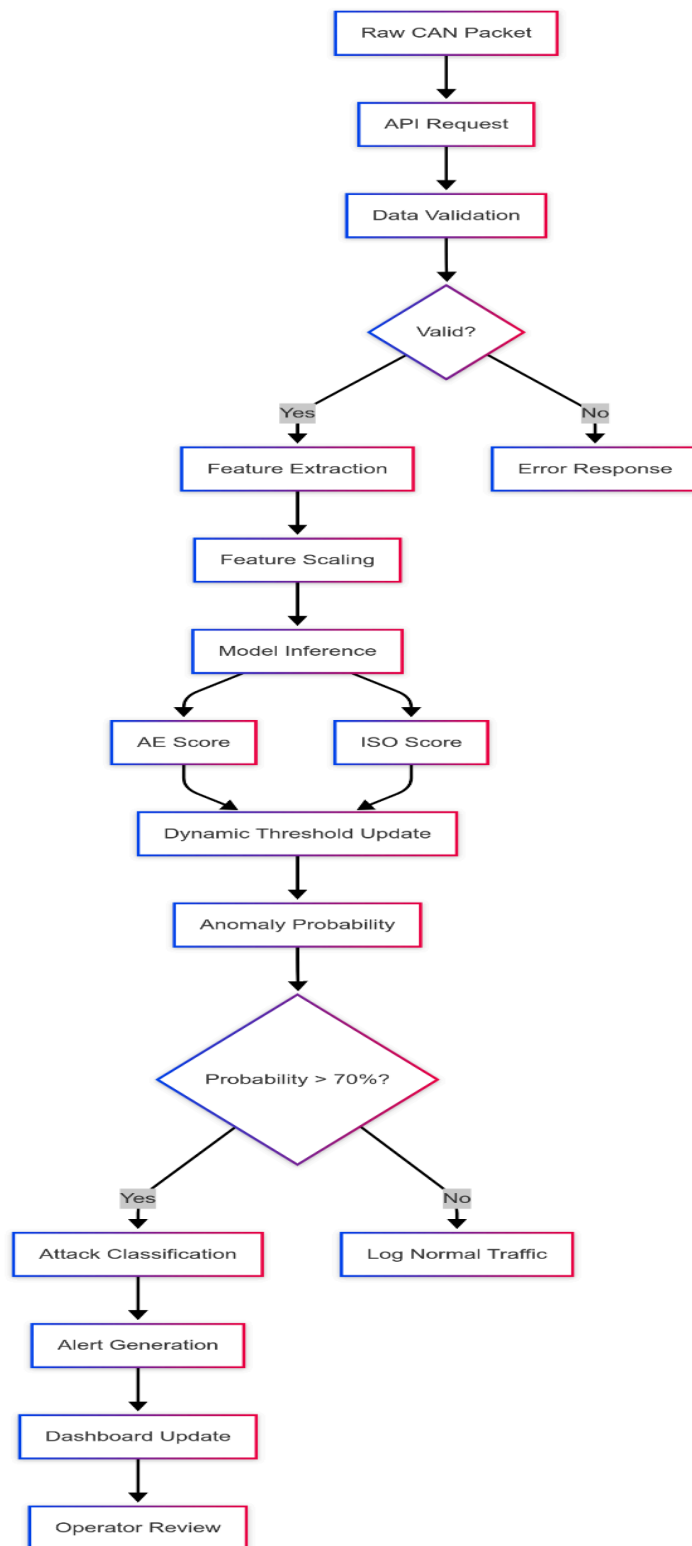 Raw CAN Packet
API Request
Data Validation
Valid?
Yes
No
Feature Extraction
Error Response
Feature Scaling
Model Inference
AE Score
ISO Score
Dynamic Threshold Update
Anomaly Probability
Probability > 70%?
Yes
No
Attack Classification
Log Normal Traffic
Alert Generation
Dashboard Update
Operator Review